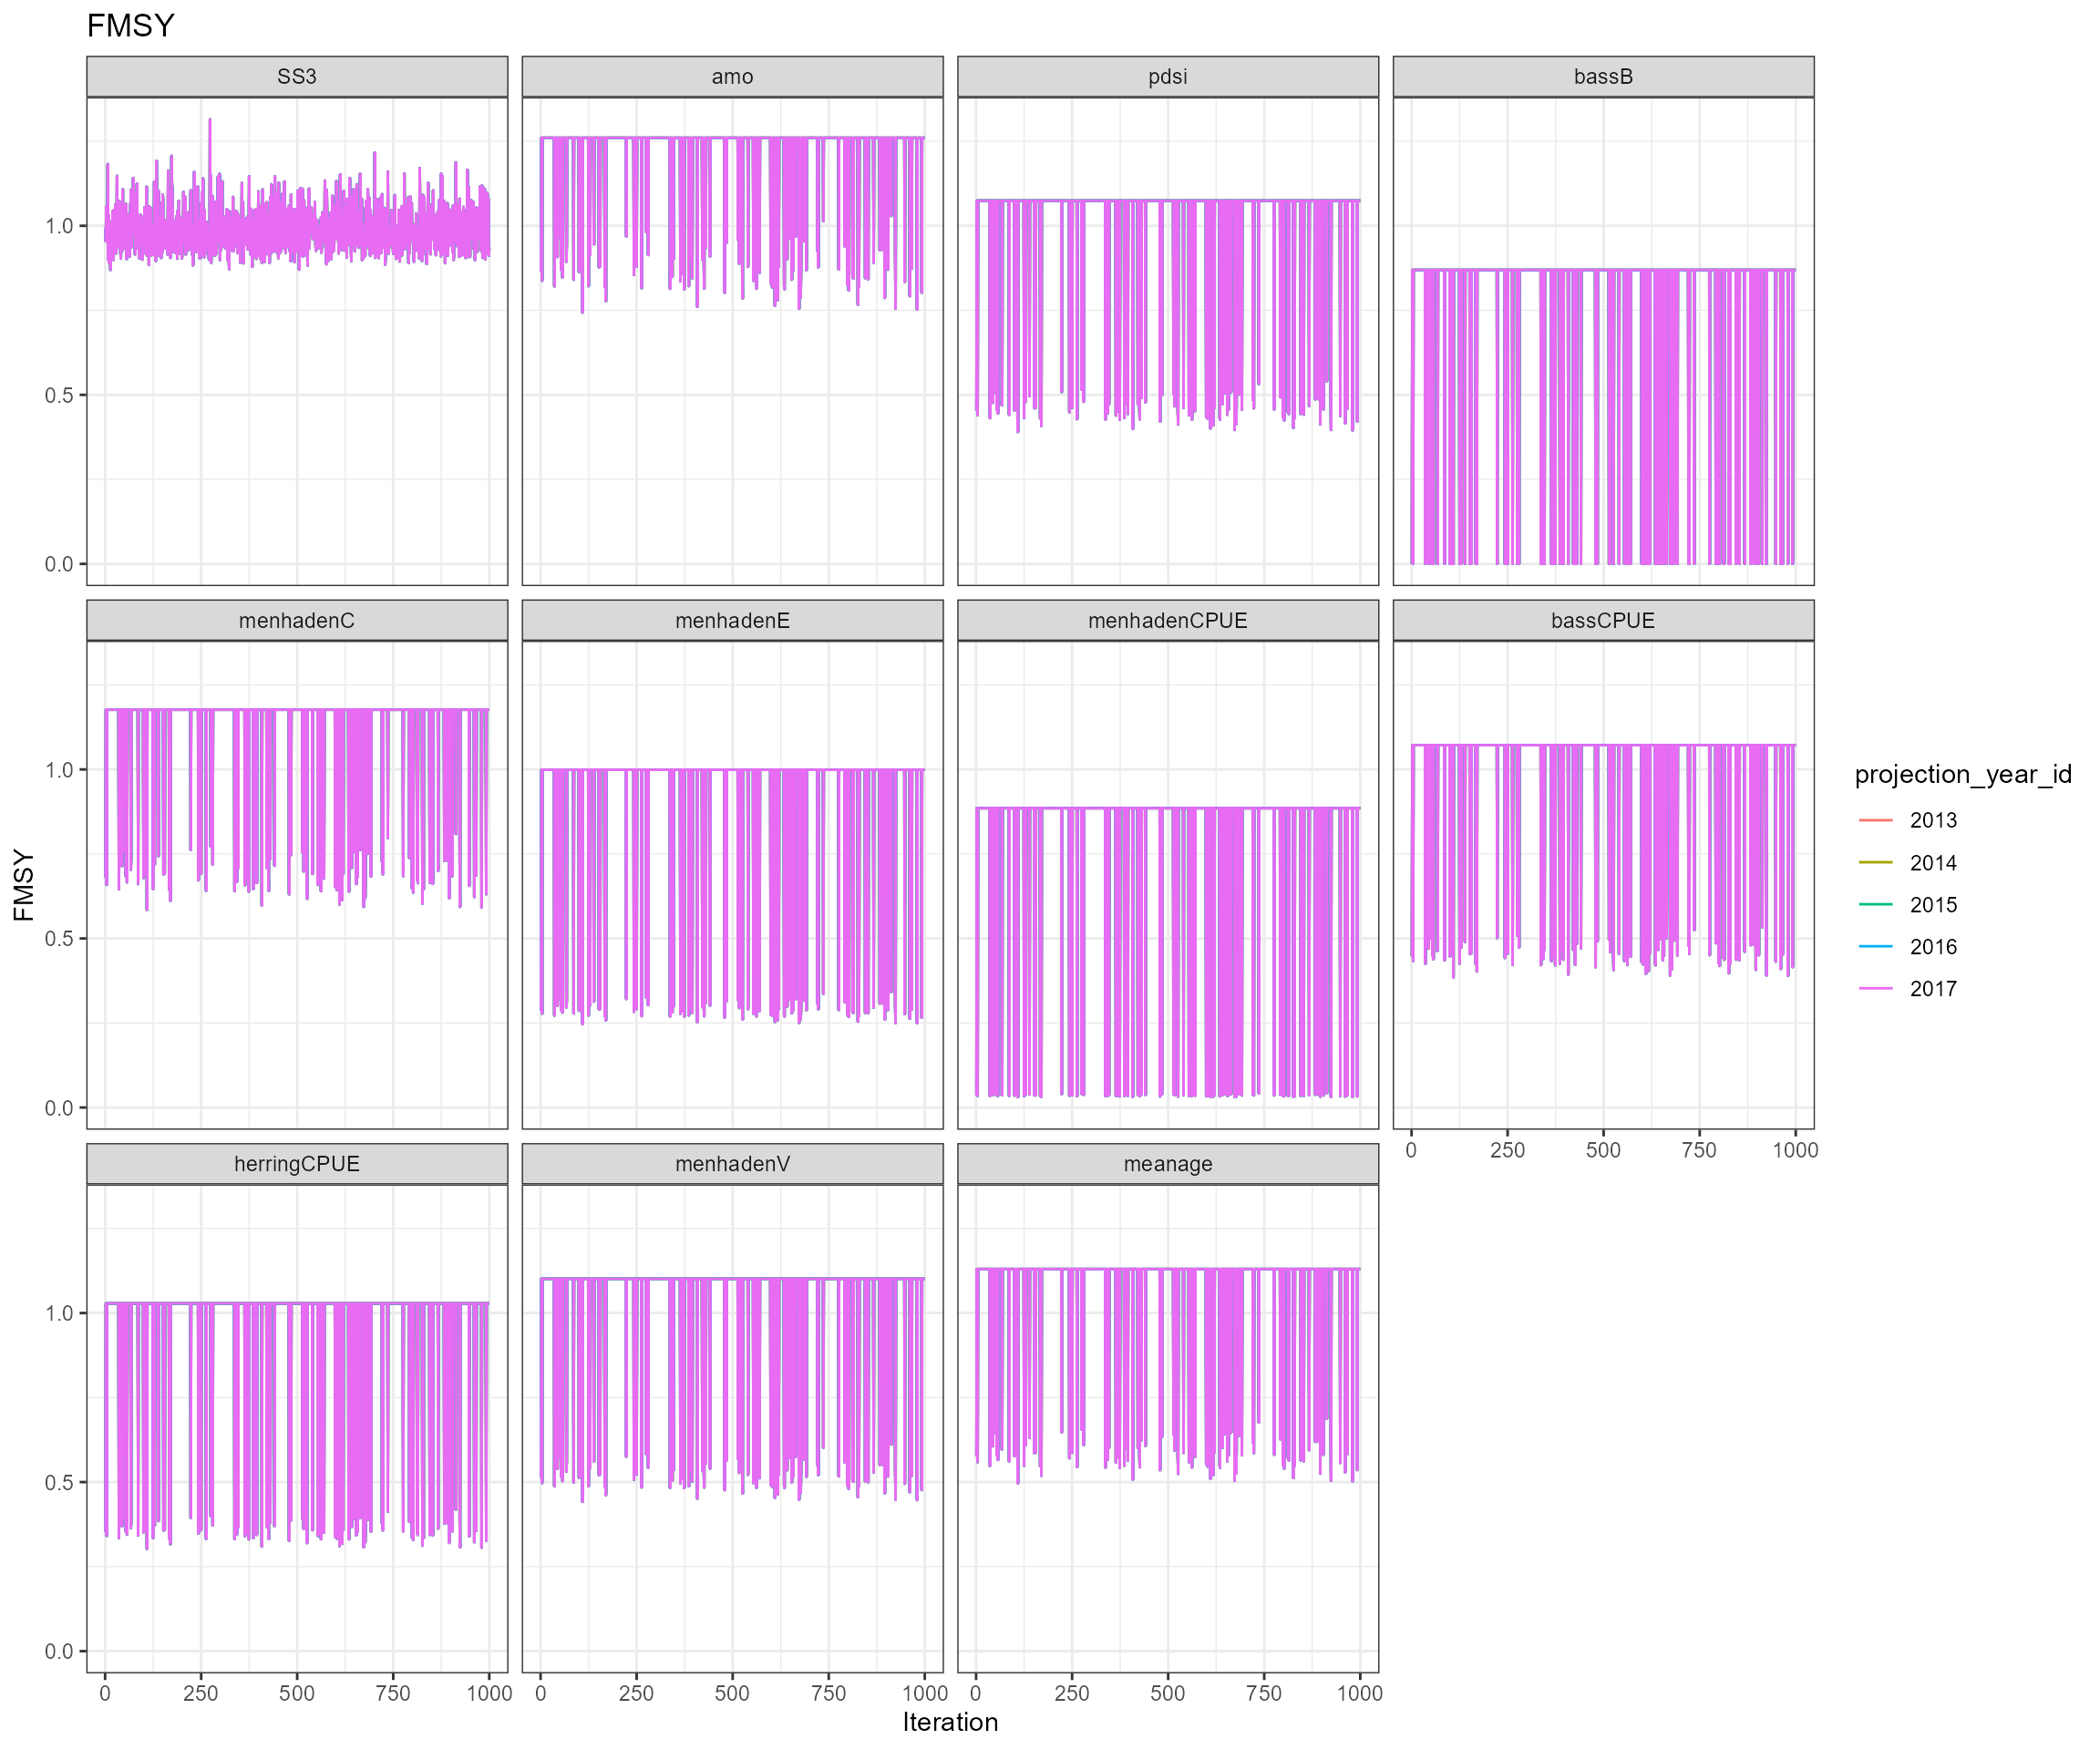 FMSY
SS3 amo pdsi bassB
1.0
0.5
0.0
menhadenC menhadenE menhadenCPUE bassCPUE
1.0
0.5
0.0
0 250 500 750 1000
herringCPUE menhadenV meanage
1.0
0.5
0.0
0 250 500 750 1000 0 250 500 750 1000 0 250 500 750 1000
Iteration
FMSY
projection_year_id
2013
2014
2015
2016
2017